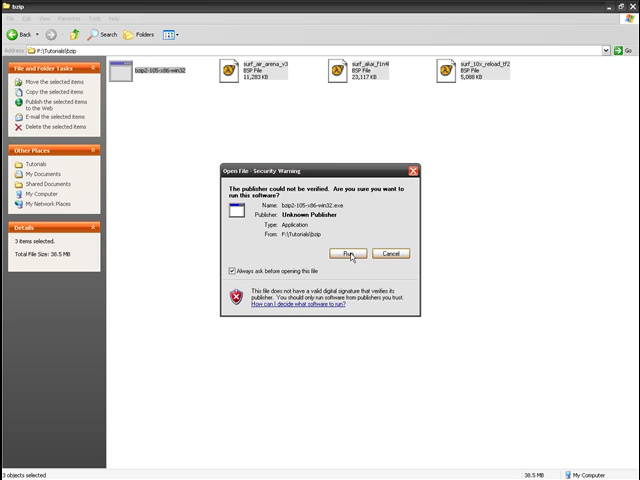 bzip
File Edit View Favorites Tools Help
Back Search Folders
Address F:\Tutorials\bzip Go
File and Folder Tasks
Move the selected items
Copy the selected items
Publish the selected items
to the Web
E-mail the selected items
Delete the selected items
Other Places
Tutorials
My Documents
Shared Documents
My Computer
My Network Places
Details
3 items selected.
Total File Size: 38.5 MB
bzip2-105-x86-win32
surf_air_arena_v3
BSP File
11,283 KB
BSP File
23,117 KB
surf_10x_reload_tf2
BSP File
Open File - Security Warning
The publisher could not be verified. Are you sure you want to
run this software?
Name: bzip2-105-x86-win32.exe
Publisher: Unknown Publisher
Type: Application
From: F:\Tutorials\bzip
Run Cancel
Always ask before opening this file
This file does not have a valid digital signature that verifies its
publisher. You should only run software from publishers you trust.
How can I decide what software to run?
3 objects selected 38.5 MB My Computer